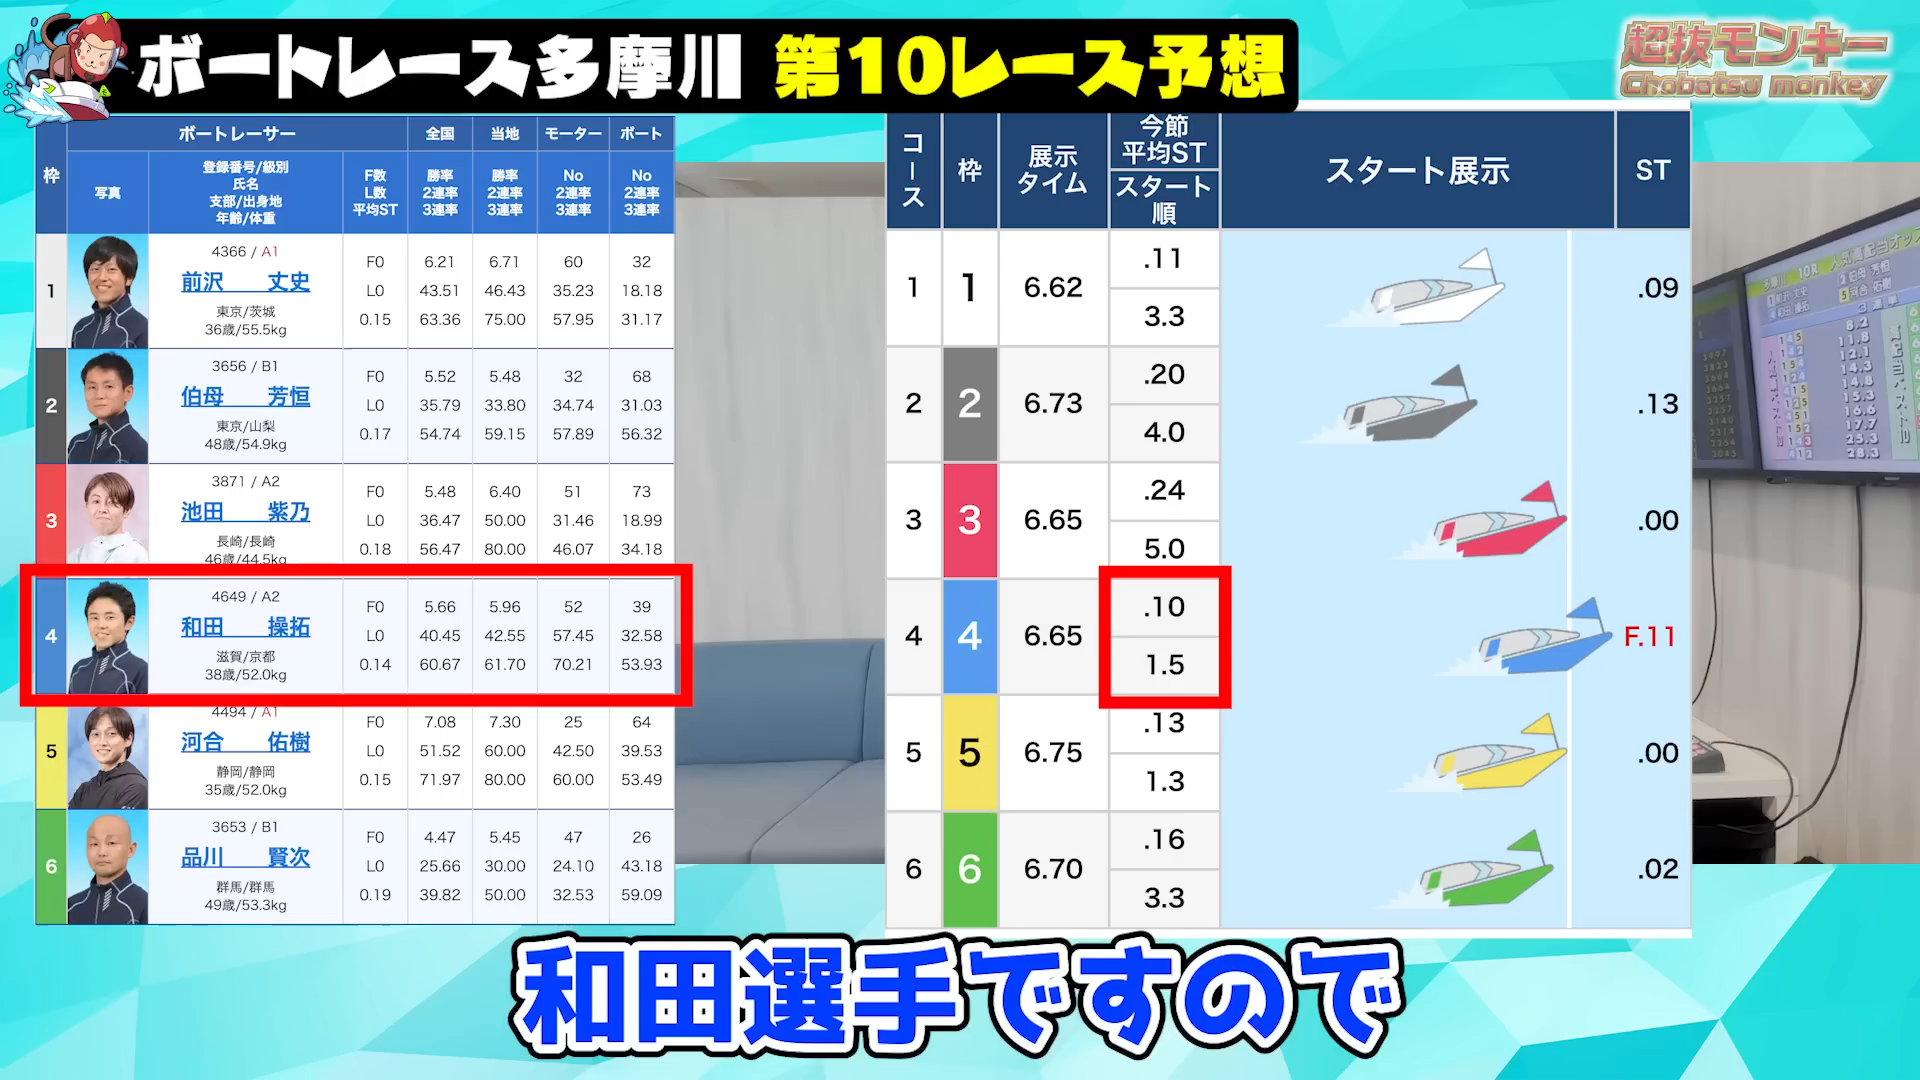 ボートレース多摩川 第10レース予想
超抜モンキー
Chobatsu monkey
枠
ボートレーサー
全国 当地 モーター ボート
写真
登録番号/級別
氏名
支部/出身地
年齢/体重
F数
L数
平均ST
勝率
2連率
3連率
勝率
2連率
3連率
No
2連率
3連率
No
2連率
3連率
1
4366 / A1
前沢 丈史
東京/茨城
36歳/55.5kg
F0 6.21 6.71 60 32
L0 43.51 46.43 35.23 18.18
0.15 63.36 75.00 57.95 31.17
2
3656 / B1
伯母 芳恒
東京/山梨
48歳/54.9kg
F0 5.52 5.48 32 68
L0 35.79 33.80 34.74 31.03
0.17 54.74 59.15 57.89 56.32
3
3871 / A2
池田 紫乃
長崎/長崎
46歳/44.5kg
F0 5.48 6.40 51 73
L0 36.47 50.00 31.46 18.99
0.18 56.47 80.00 46.07 34.18
4
4649 / A2
和田 操拓
滋賀/京都
38歳/52.0kg
F0 5.66 5.96 52 39
L0 40.45 42.55 57.45 32.58
0.14 60.67 61.70 70.21 53.93
5
4494 / A1
河合 佑樹
静岡/静岡
35歳/52.0kg
F0 7.08 7.30 25 64
L0 51.52 60.00 42.50 39.53
0.15 71.97 80.00 60.00 53.49
6
3653 / B1
品川 賢次
群馬/群馬
49歳/53.3kg
F0 4.47 5.45 47 26
L0 25.66 30.00 24.10 43.18
0.19 39.82 50.00 32.53 59.09
コース
枠
展示
タイム
今節
平均ST
スタート
順
スタート展示
ST
1 1 6.62 .11 3.3 .09
2 2 6.73 .20 4.0 .13
3 3 6.65 .24 5.0 .00
4 4 6.65 .10 1.5 F.11
5 5 6.75 .13 1.3 .00
6 6 6.70 .16 3.3 .02
和田選手ですので